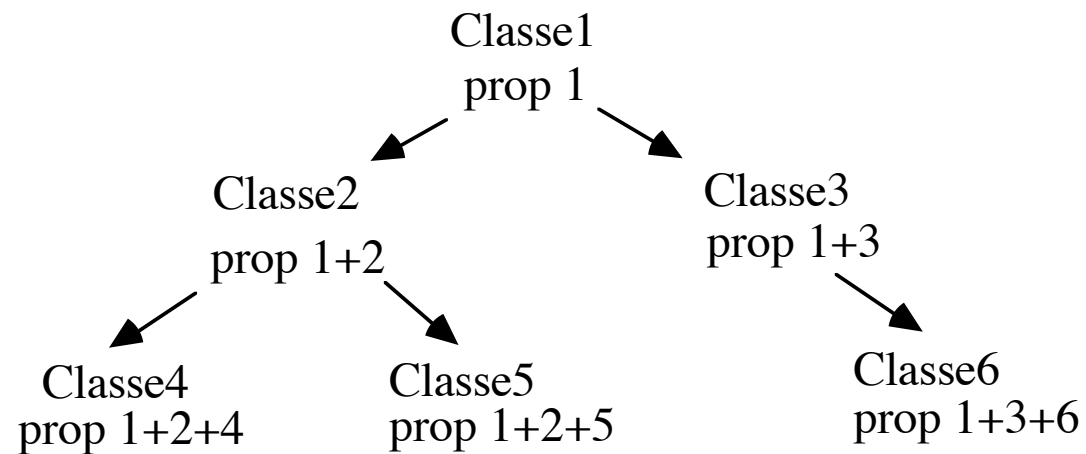 Classe1
prop 1
Classe2
prop 1+2
Classe3
prop 1+3
Classe4
prop 1+2+4
Classe5
prop 1+2+5
Classe6
prop 1+3+6